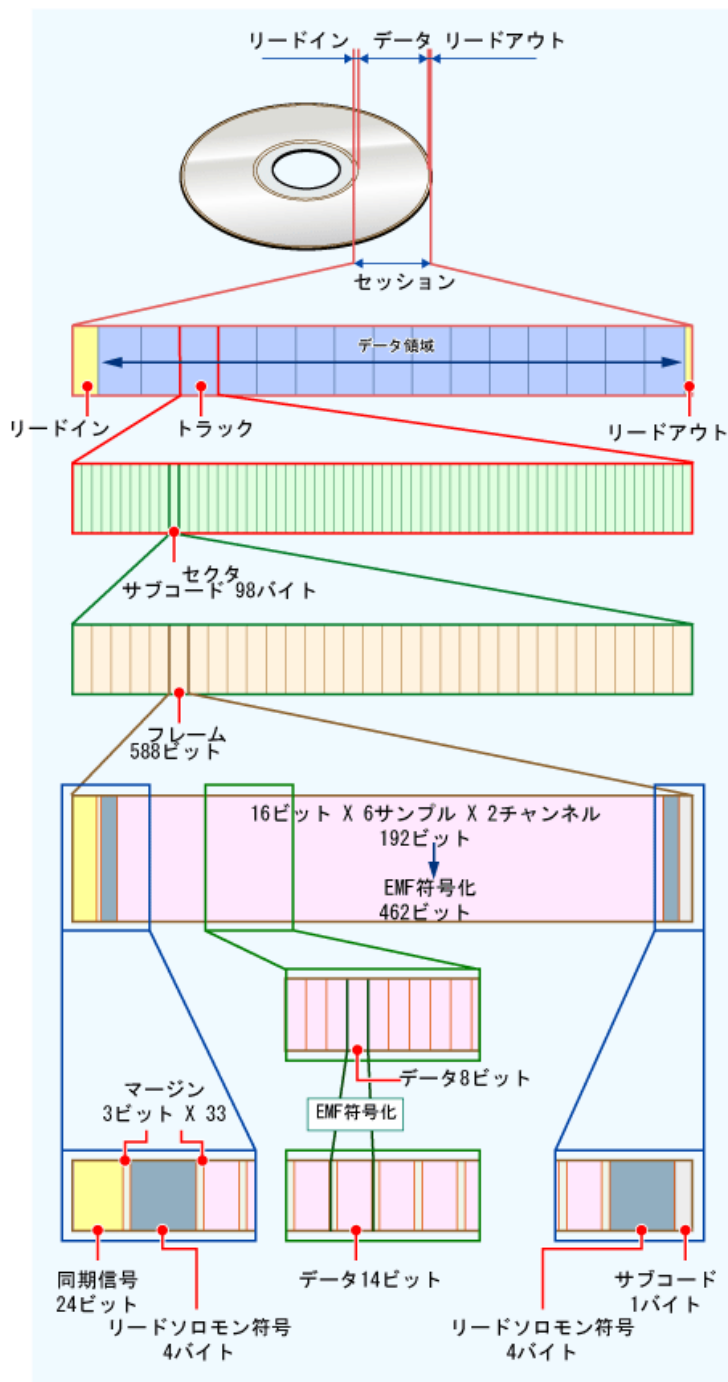 リードイン データ リードアウト
セッション
データ領域
リードイン トラック リードアウト
セクタ
サブコード 98バイト
フレーム
588ビット
16ビット X 6サンプル X 2チャンネル
192ビット
EMF符号化
462ビット
データ8ビット
マージン
3ビット X 33
EMF符号化
同期信号
24ビット
データ14ビット
サブコード
1バイト
リードソロモン符号
4バイト
リードソロモン符号
4バイト